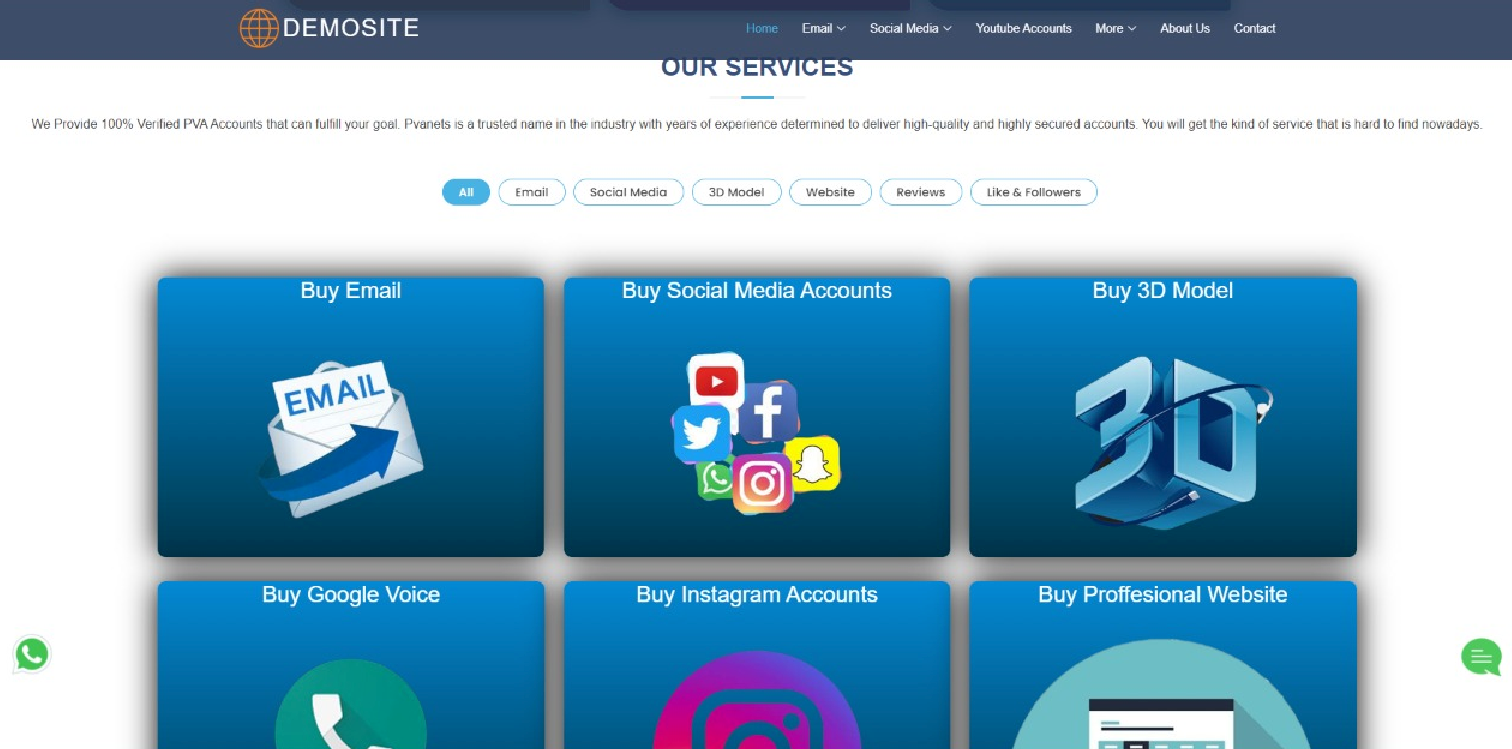 DEMOSITE
Home Email Social Media Youtube Accounts More About Us Contact
OUR SERVICES
We Provide 100% Verified PVA Accounts that can fulfill your goal. Pvanets is a trusted name in the industry with years of experience determined to deliver high-quality and highly secured accounts. You will get the kind of service that is hard to find nowadays.
All Email Social Media 3D Model Website Reviews Like & Followers
Buy Email Buy Social Media Accounts Buy 3D Model
EMAIL
3D
Buy Google Voice Buy Instagram Accounts Buy Proffesional Website